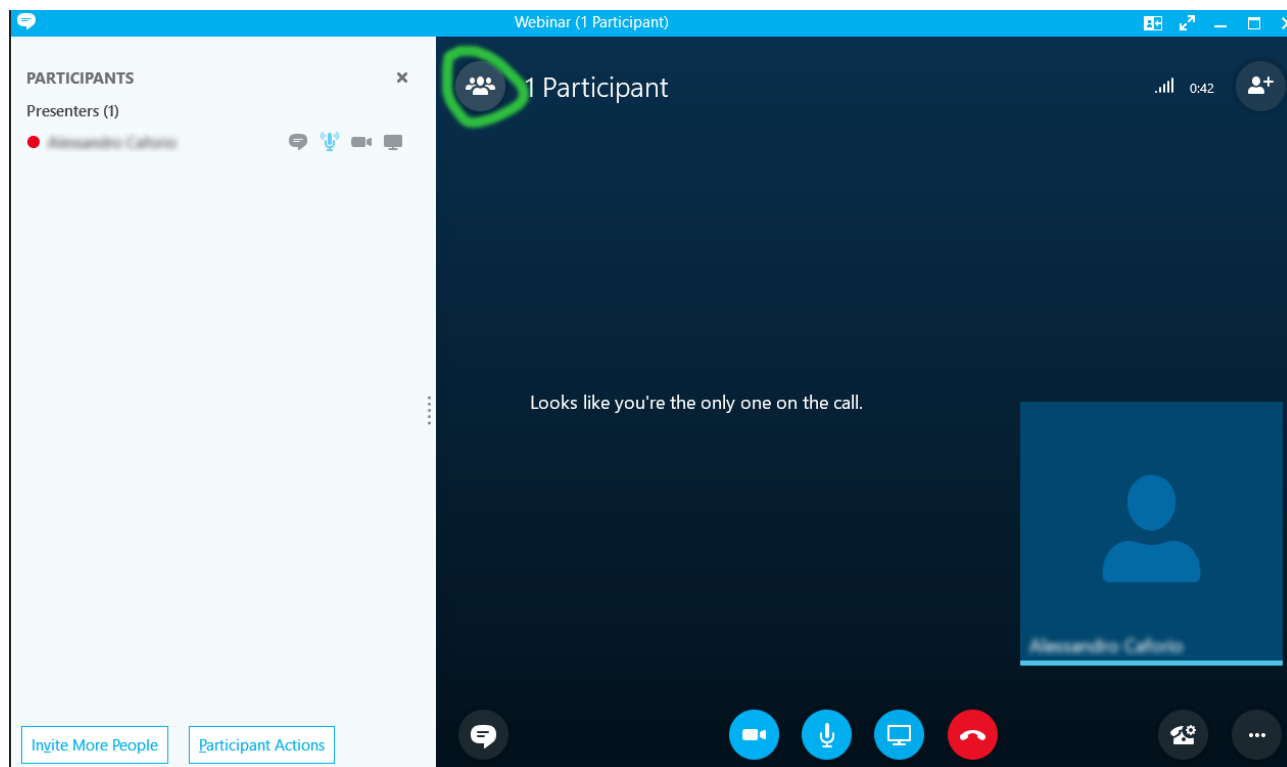 Webinar (1 Participant)
PARTICIPANTS
Presenters (1)
Invite More People
Participant Actions
1 Participant
0:42
Looks like you're the only one on the call.